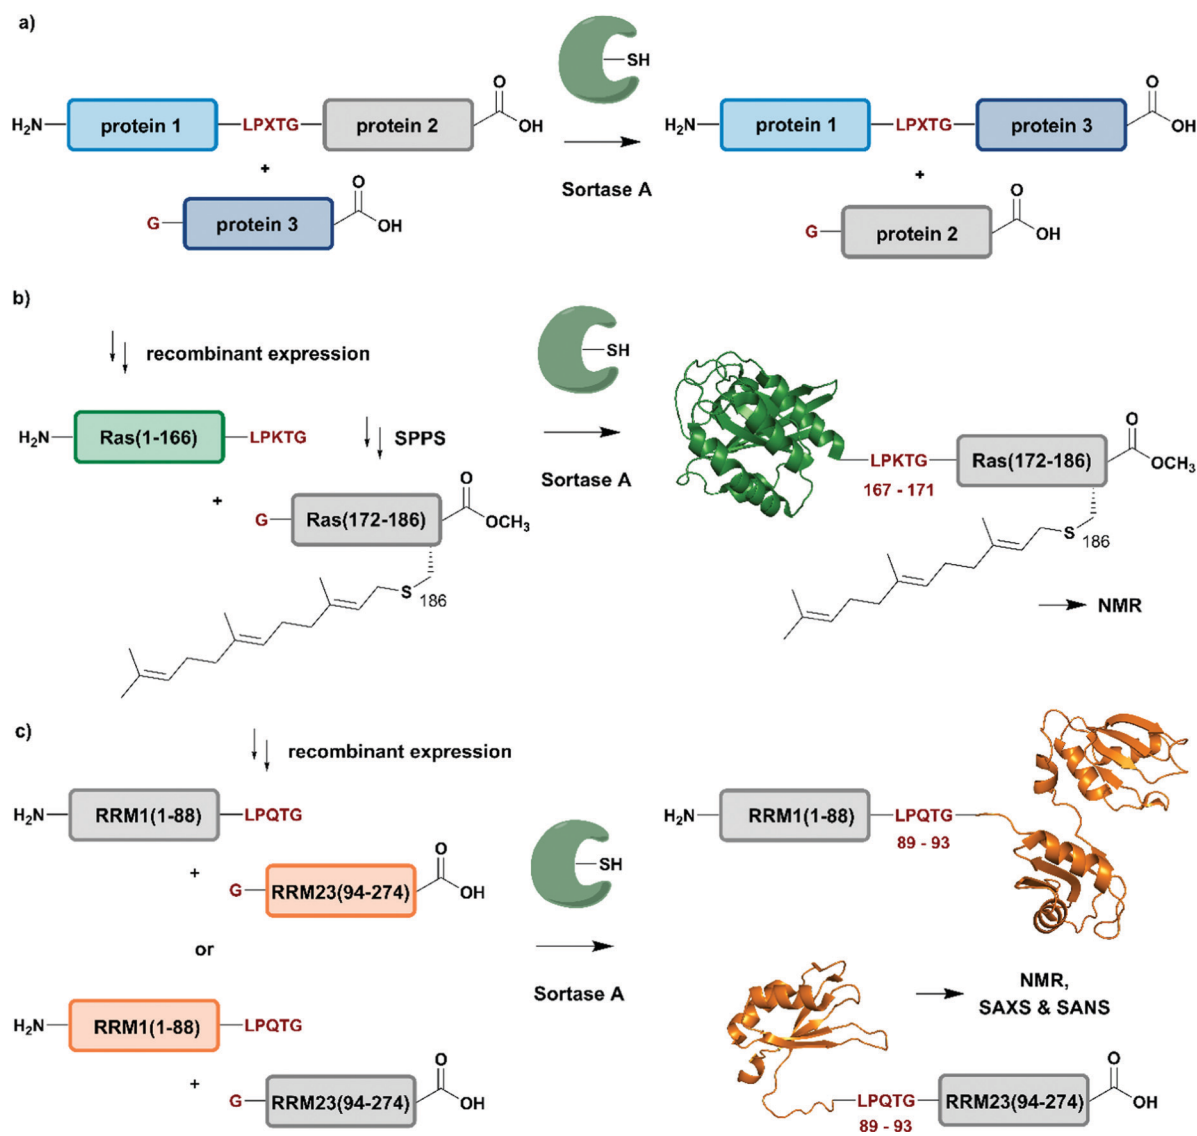 a)
SH
H₂N protein 1 LPXTG protein 2 O OH
+
G protein 3 O OH
Sortase A
H₂N protein 1 LPXTG protein 3 O OH
+
G protein 2 O OH
b)
recombinant expression
H₂N Ras(1-166) LPKTG
SPPS
+
G Ras(172-186) O OCH₃
S 186
SH
Sortase A
LPKTG Ras(172-186) O OCH₃
167 - 171
S 186
NMR
c)
recombinant expression
H₂N RRM1(1-88) LPQTG
+
G RRM23(94-274) O OH
or
H₂N RRM1(1-88) LPQTG
+
G RRM23(94-274) O OH
SH
Sortase A
H₂N RRM1(1-88) LPQTG
89 - 93
NMR,
SAXS & SANS
LPQTG RRM23(94-274) O OH
89 - 93